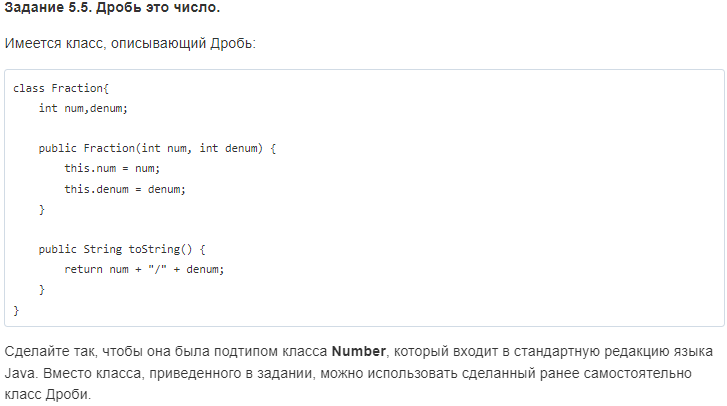 Задание 5.5. Дробь это число.
Имеется класс, описывающий Дробь:
class Fraction{
    int num,denum;
    public Fraction(int num, int denum) {
        this.num = num;
        this.denum = denum;
    }
    public String toString() {
        return num + "/" + denum;
    }
}
Сделайте так, чтобы она была подтипом класса Number, который входит в стандартную редакцию языка
Java. Вместо класса, приведенного в задании, можно использовать сделанный ранее самостоятельно
класс Дроби.